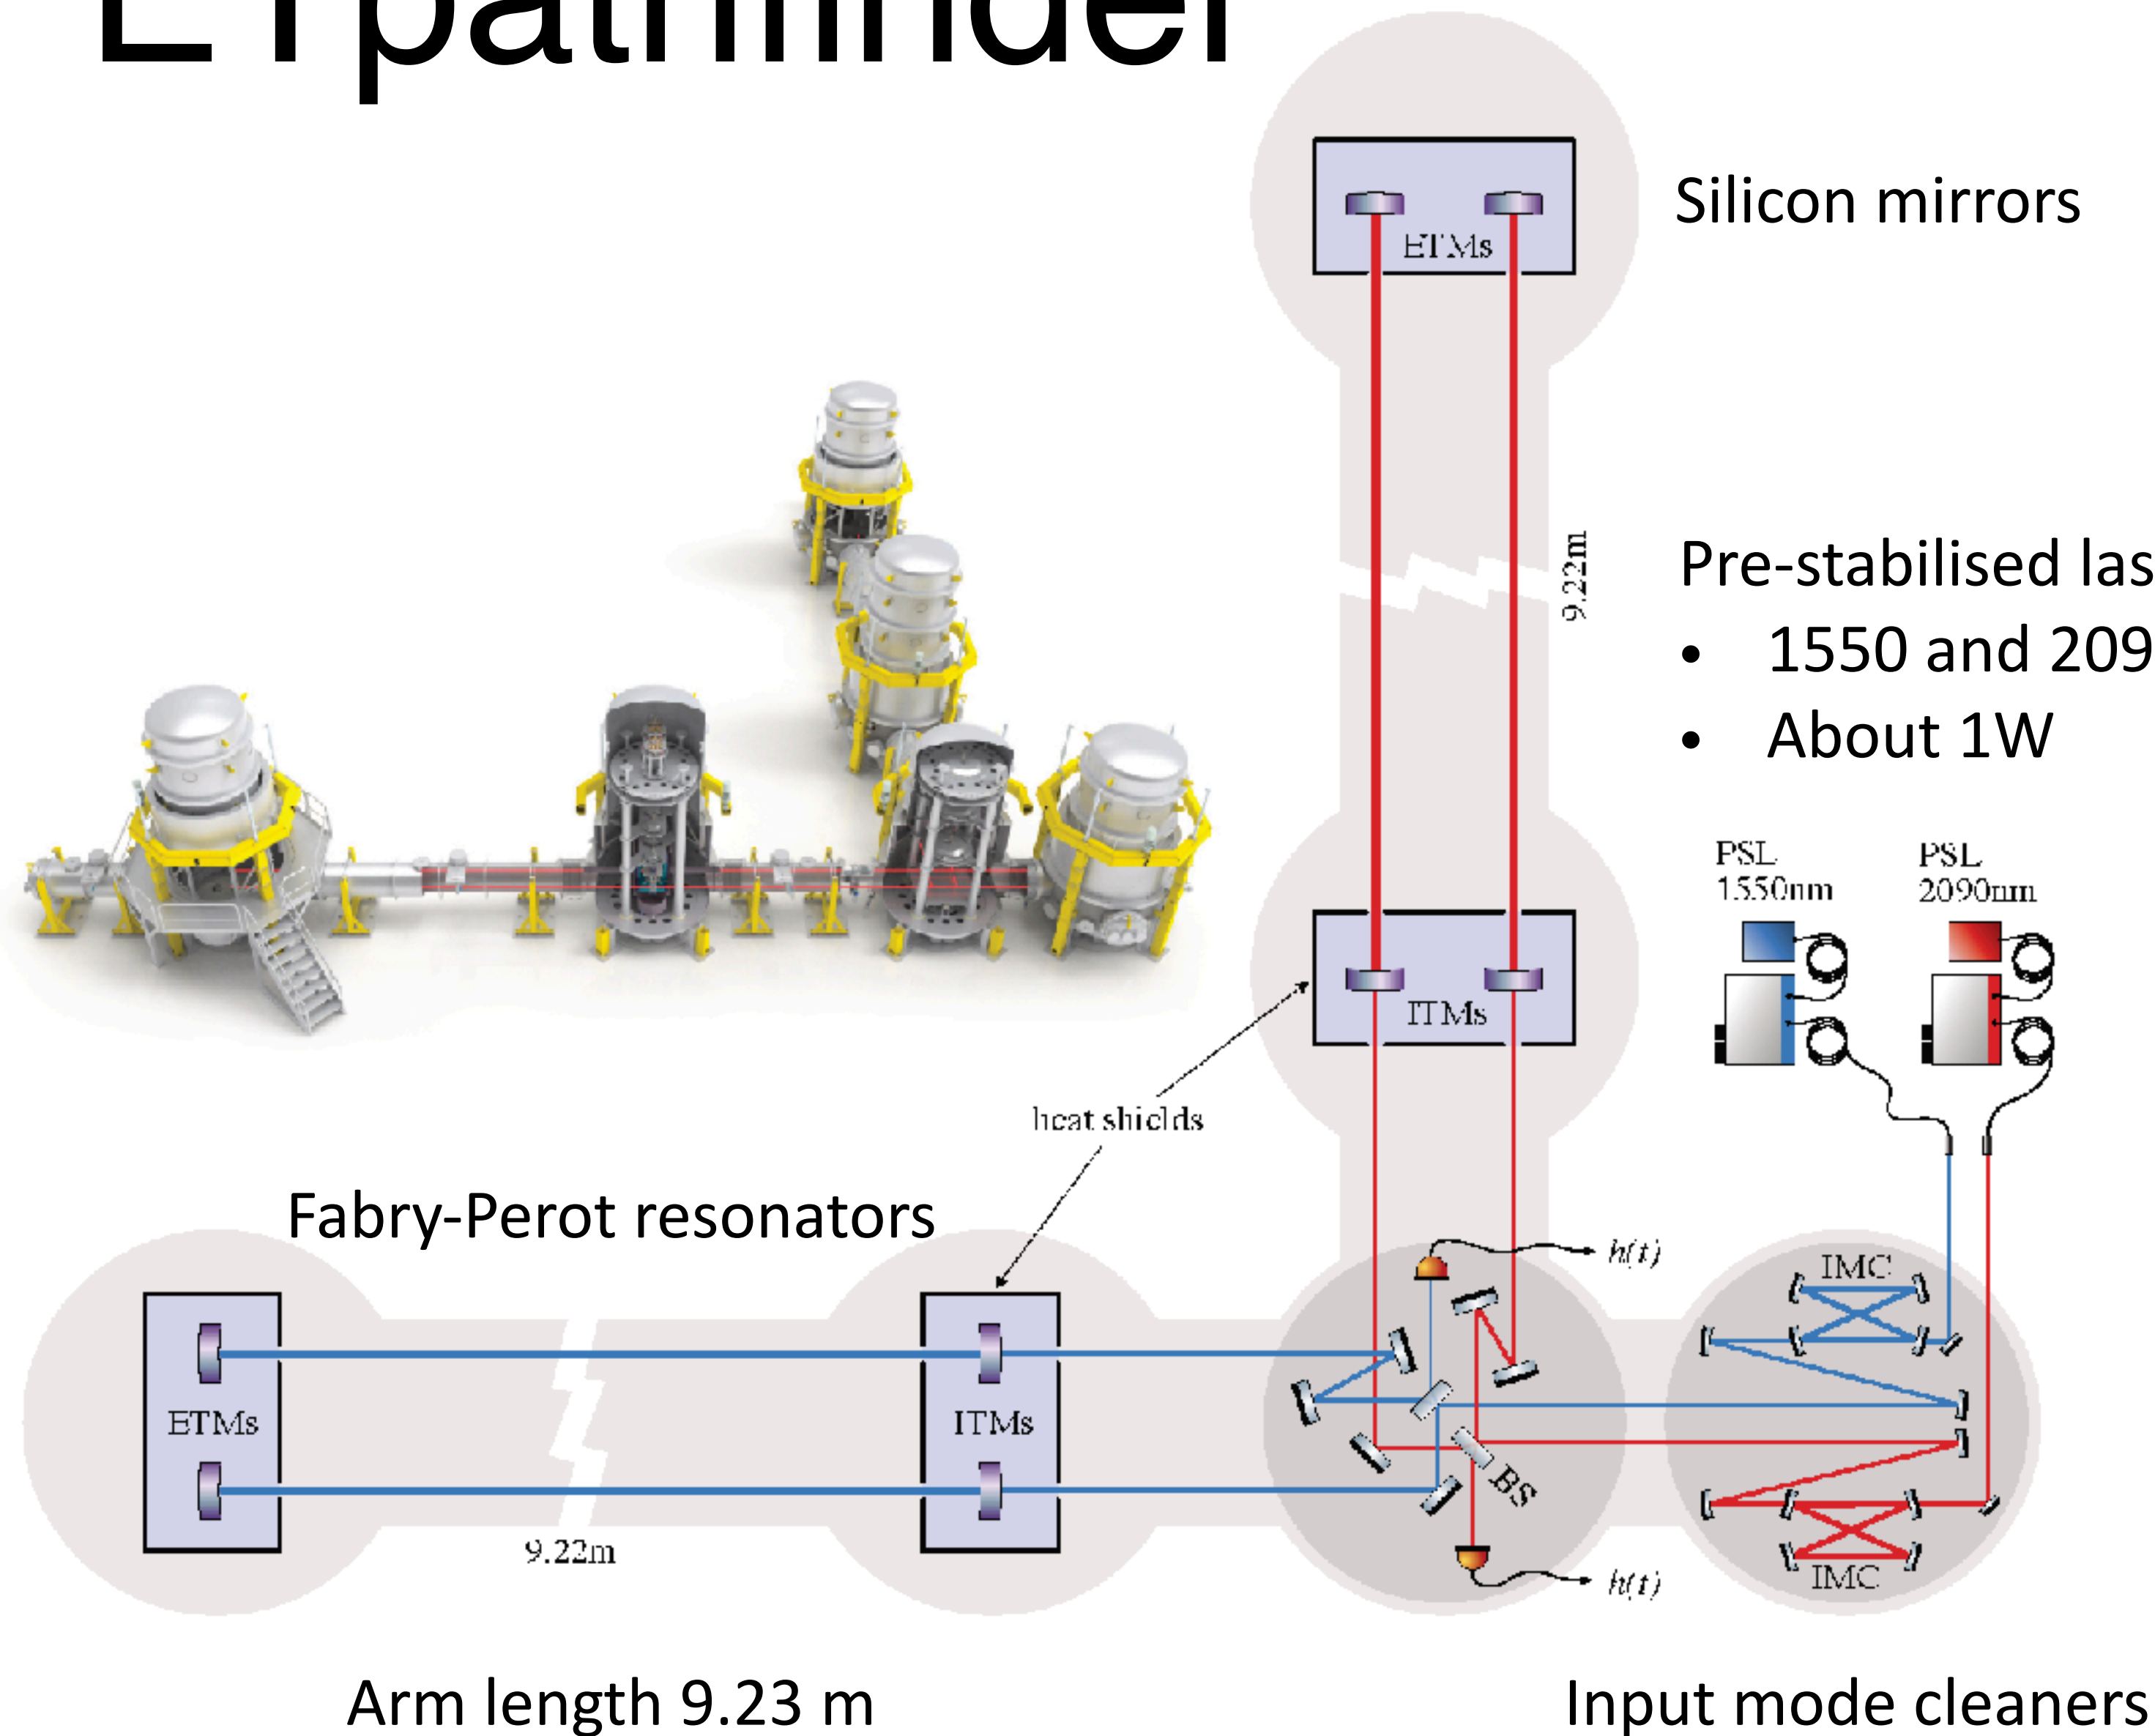 ETpathfinder
Silicon mirrors
ETMs
9.22m
Pre-stabilised las
• 1550 and 209
• About 1W
PSL
1550nm
PSL
2090nm
ITMs
heat shields
Fabry-Perot resonators
h(t)
IMC
ETMs
ITMs
BS
9.22m
IMC
h(t)
Arm length 9.23 m
Input mode cleaners